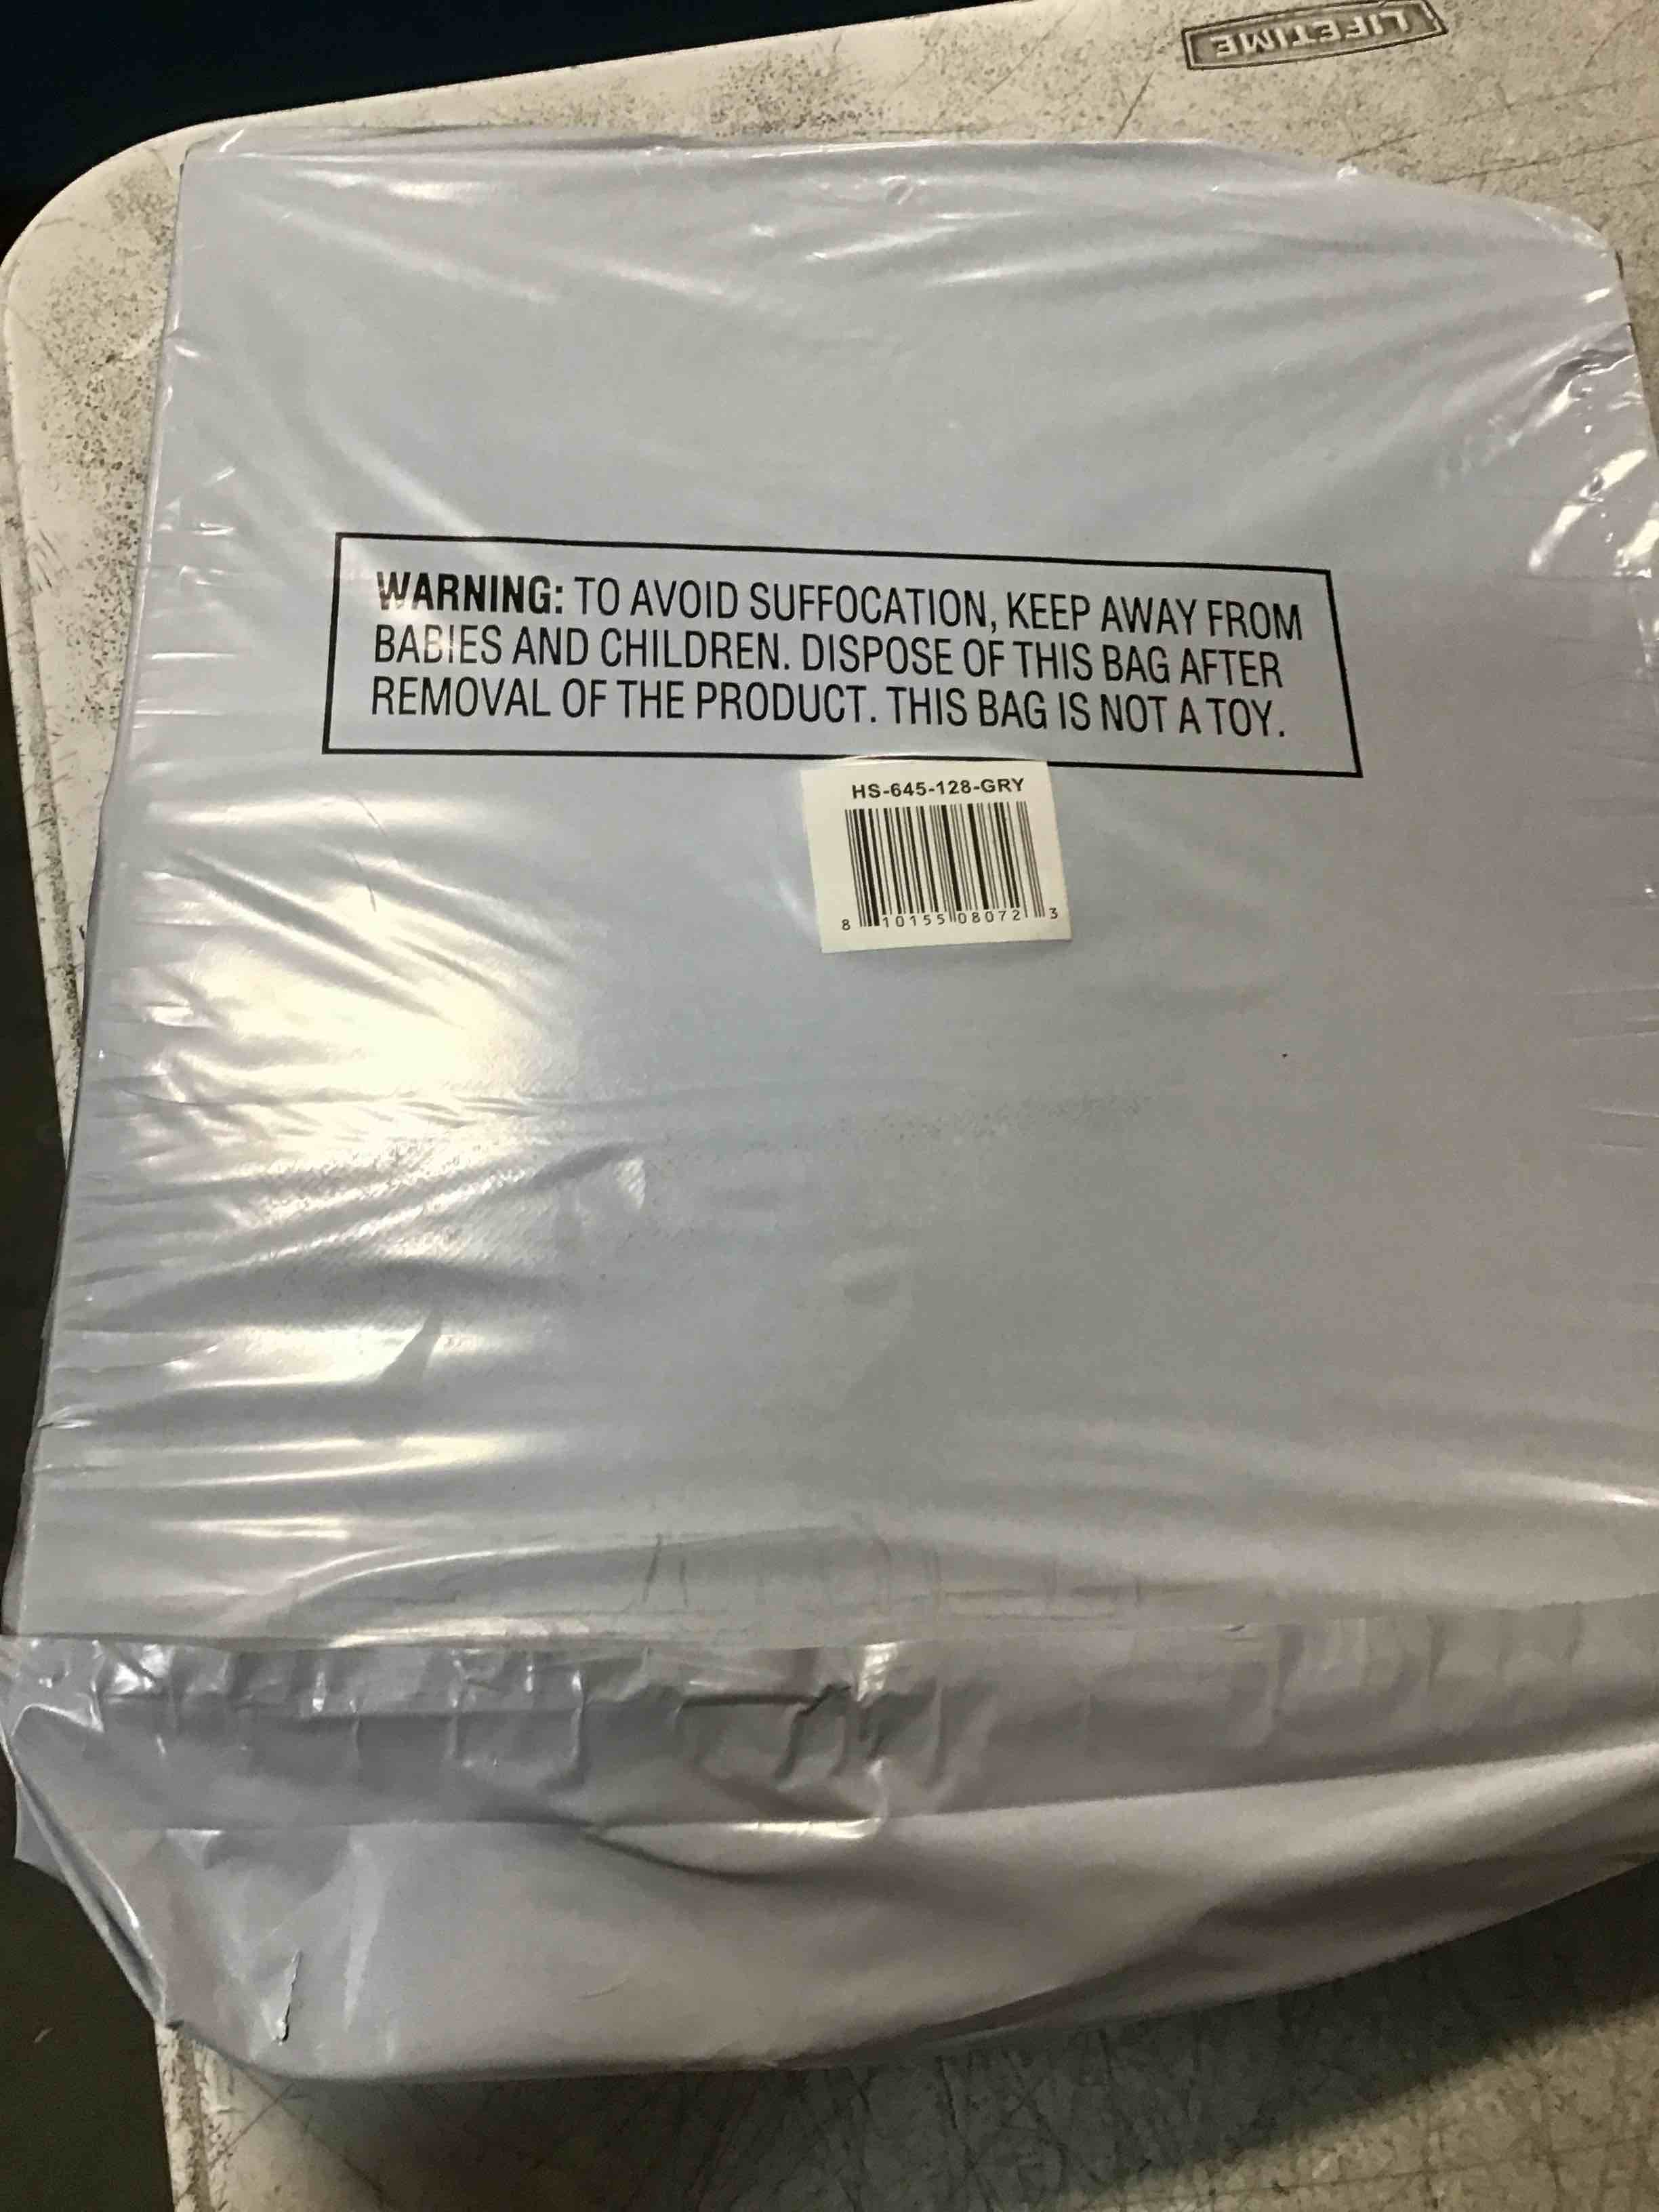 LIFETIME
WARNING: TO AVOID SUFFOCATION, KEEP AWAY FROM
BABIES AND CHILDREN. DISPOSE OF THIS BAG AFTER
REMOVAL OF THE PRODUCT. THIS BAG IS NOT A TOY.
HS-645-128-GRY
8 10155 08072 3